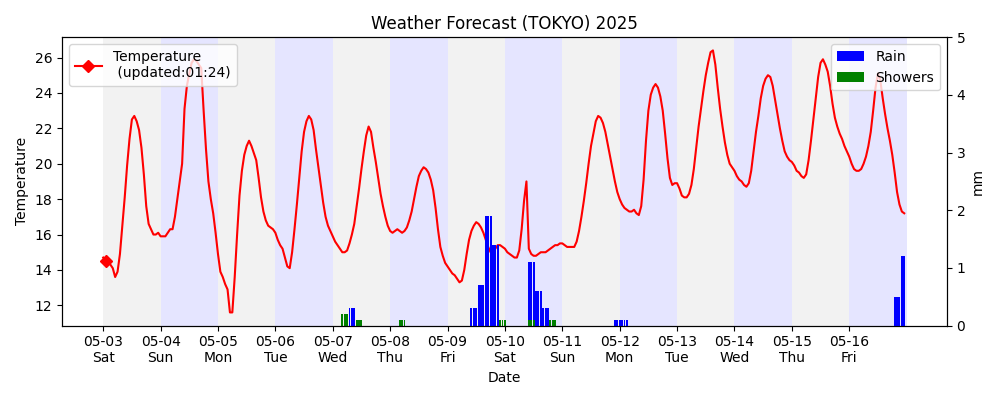 Weather Forecast (TOKYO) 2025
Temperature
(updated:01:24)
Rain
Showers
26
24
22
20
18
16
14
12
Temperature
5
4
3
2
1
0
mm
05-03 05-04 05-05 05-06 05-07 05-08 05-09 05-10 05-11 05-12 05-13 05-14 05-15 05-16
Sat Sun Mon Tue Wed Thu Fri Sat Sun Mon Tue Wed Thu Fri
Date